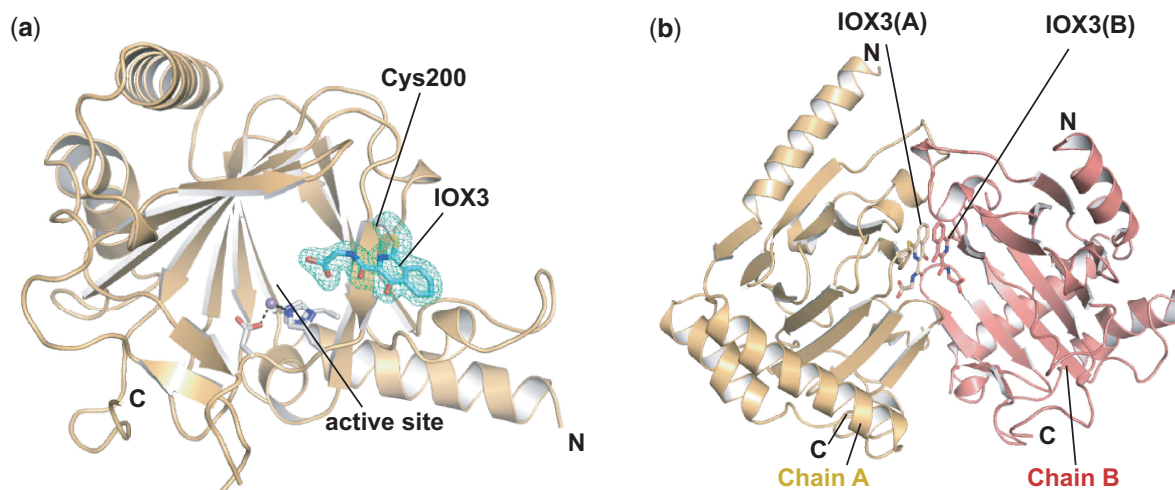 (a)
Cys200
IOX3
active site
C
N
(b)
IOX3(A)
IOX3(B)
N
N
C
C
Chain A
Chain B